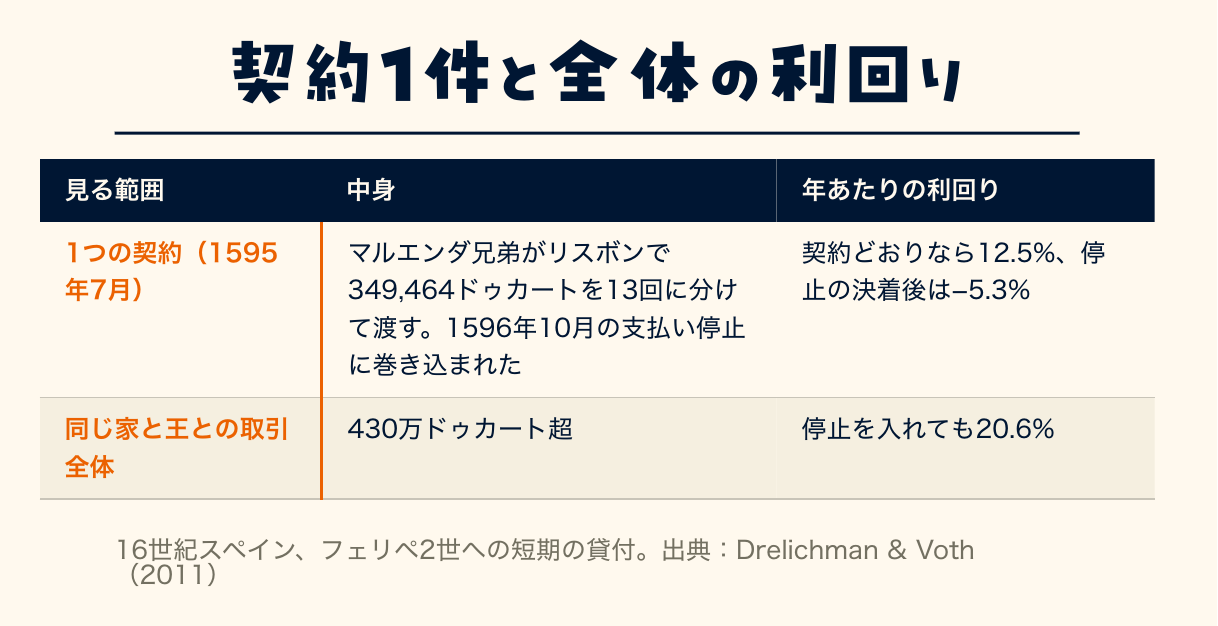 契約1件と全体の利回り
見る範囲
中身
年あたりの利回り
1つの契約（1595
年7月）
マルエンダ兄弟がリスボンで
349,464ドゥカートを13回に分け
て渡す。1596年10月の支払い停止
に巻き込まれた
契約どおりなら12.5%、停
止の決着後は–5.3%
同じ家と王との取引
全体
430万ドゥカート超
停止を入れても20.6%
16世紀スペイン、フェリペ2世への短期の貸付。出典：Drelichman & Voth
（2011）